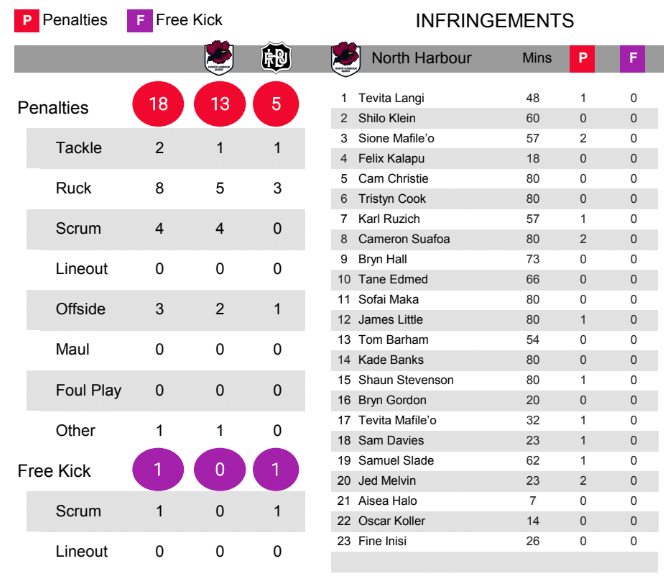 P Penalties F Free Kick
INFRINGEMENTS
North Harbour Mins P F
Penalties 18 13 5
Tackle 2 1 1
Ruck 8 5 3
Scrum 4 4 0
Lineout 0 0 0
Offside 3 2 1
Maul 0 0 0
Foul Play 0 0 0
Other 1 1 0
Free Kick 1 0 1
Scrum 1 0 1
Lineout 0 0 0
1 Tevita Langi 48 1 0
2 Shilo Klein 60 0 0
3 Sione Mafile'o 57 2 0
4 Felix Kalapu 18 0 0
5 Cam Christie 80 0 0
6 Tristyn Cook 80 0 0
7 Karl Ruzich 57 1 0
8 Cameron Suafoa 80 2 0
9 Bryn Hall 73 0 0
10 Tane Edmed 66 0 0
11 Sofai Maka 80 0 0
12 James Little 80 1 0
13 Tom Barham 54 0 0
14 Kade Banks 80 0 0
15 Shaun Stevenson 80 1 0
16 Bryn Gordon 20 0 0
17 Tevita Mafile'o 32 1 0
18 Sam Davies 23 1 0
19 Samuel Slade 62 1 0
20 Jed Melvin 23 2 0
21 Aisea Halo 7 0 0
22 Oscar Koller 14 0 0
23 Fine Inisi 26 0 0